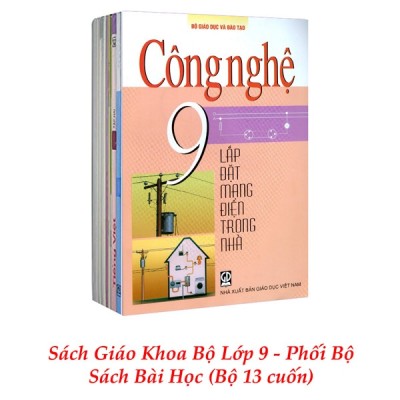 BỘ GIÁO DỤC VÀ ĐÀO TẠO
Công nghệ
9
LẮP
ĐẶT
MẠNG
ĐIỆN
TRONG
NHÀ
NHÀ XUẤT BẢN GIÁO DỤC VIỆT NAM
Sách Giáo Khoa Bộ Lớp 9 - Phối Bộ
Sách Bài Học (Bộ 13 cuốn)